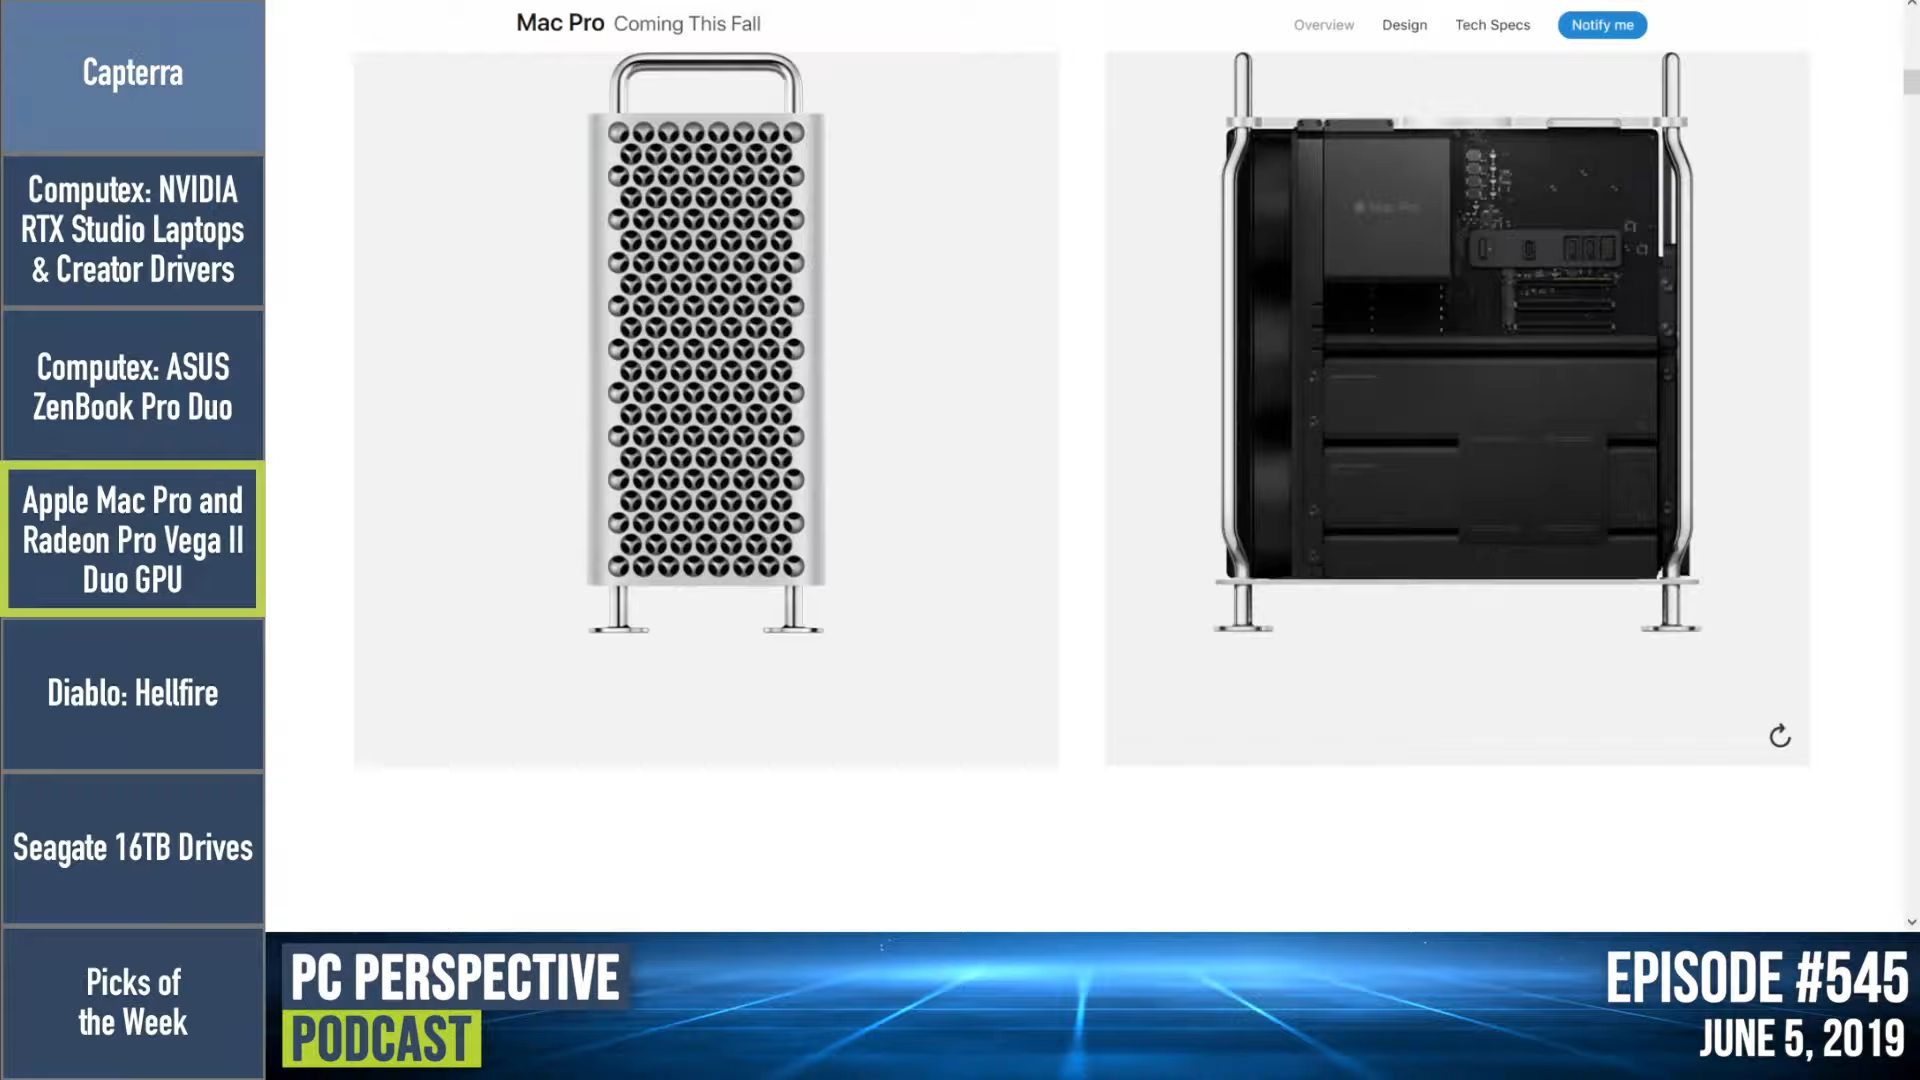 Capterra
Computex: NVIDIA
RTX Studio Laptops
& Creator Drivers
Computex: ASUS
ZenBook Pro Duo
Apple Mac Pro and
Radeon Pro Vega II
Duo GPU
Diablo: Hellfire
Seagate 16TB Drives
Picks of
the Week
Mac Pro Coming This Fall
Overview Design Tech Specs Notify me
Mac Pro
PC PERSPECTIVE
PODCAST
EPISODE #545
JUNE 5, 2019